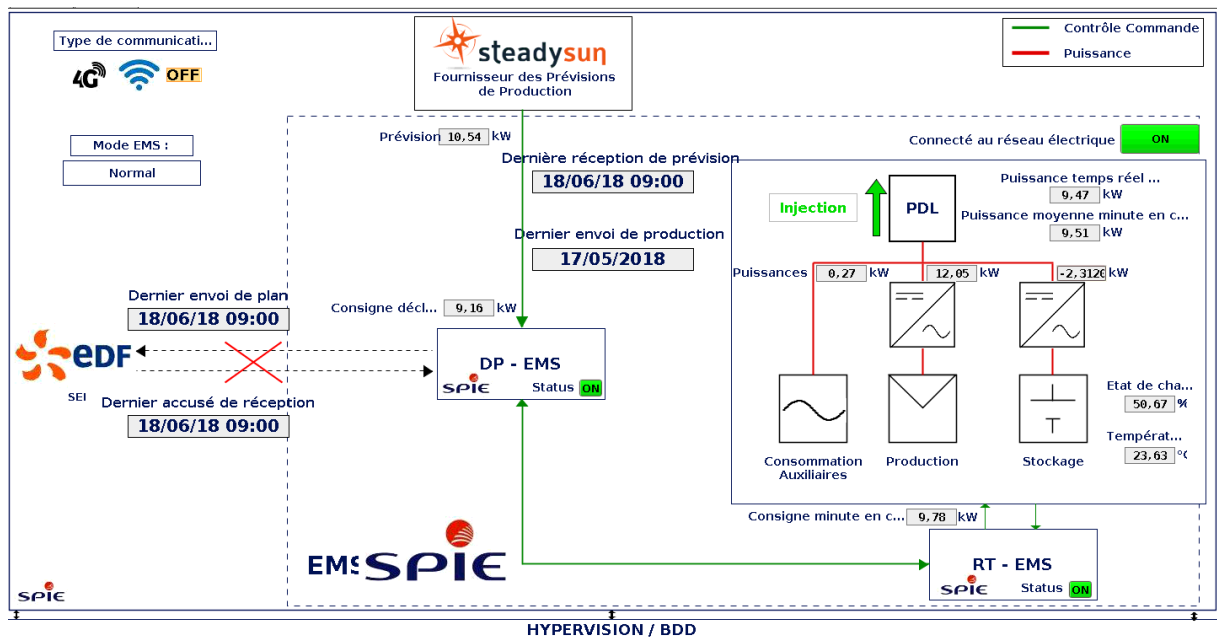 Type de communicati...
4G
OFF
Mode EMS :
Normal
steadysun
Fournisseur des Prévisions
de Production
Contrôle Commande
Puissance
Prévision 10,54 kW
Dernière réception de prévision
18/06/18 09:00
Dernier envoi de production
17/05/2018
Connecté au réseau électrique ON
Injection
PDL
Puissance temps réel ...
9,47 kW
Puissance moyenne minute en c...
9,51 kW
Puissances 0,27 kW 12,05 kW -2,3126 kW
Dernier envoi de plan
18/06/18 09:00
Consigne décl... 9,16 kW
eDF
SEI
DP - EMS
SPIE Status ON
Dernier accusé de réception
18/06/18 09:00
Etat de cha...
50,67 %
Températ...
23,63 °C
Consommation
Auxiliaires
Production
Stockage
Consigne minute en c... 9,78 kW
EMS SPIE
RT - EMS
SPIE Status ON
SPIE
HYPERVISION / BDD